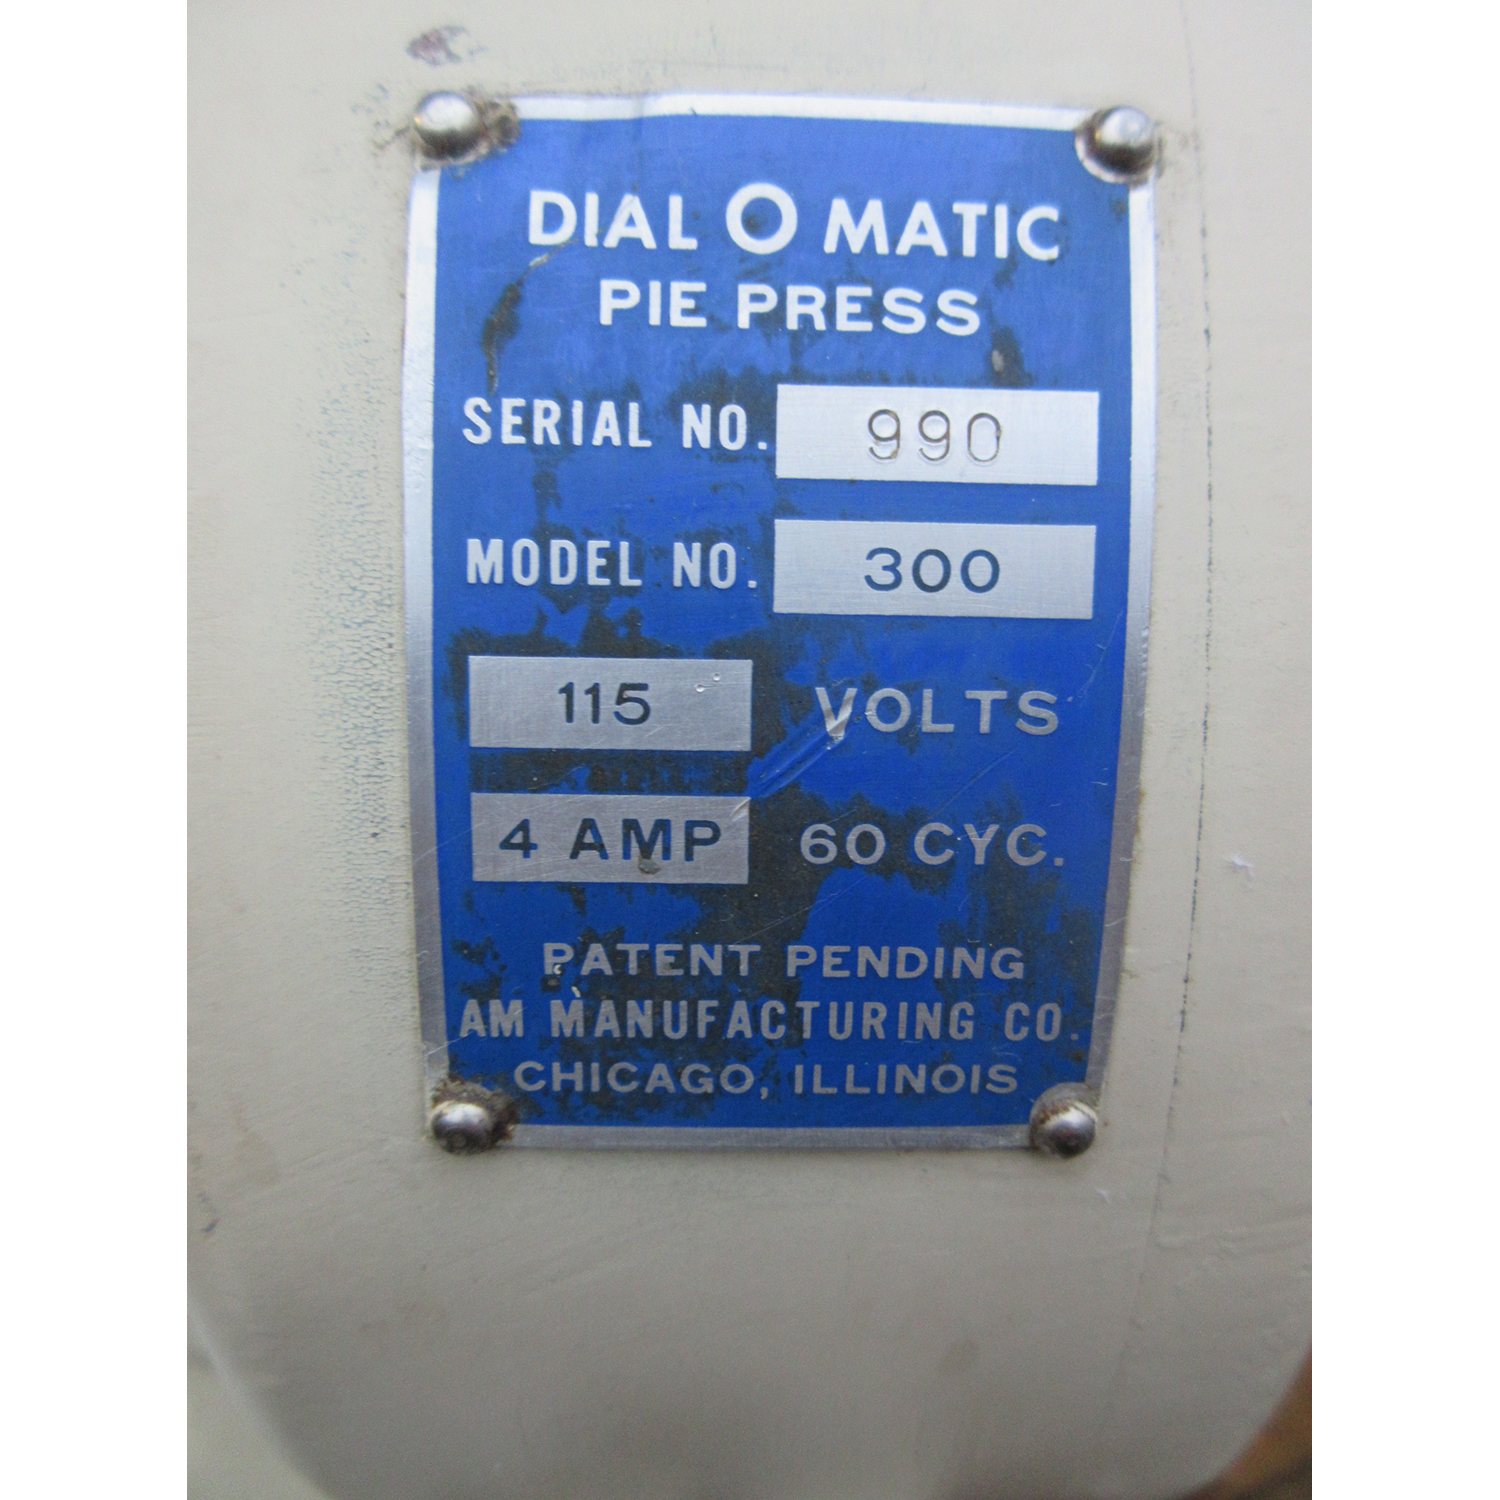 DIAL O MATIC
PIE PRESS
SERIAL NO. 990
MODEL NO. 300
115 VOLTS
4 AMP 60 CYC.
PATENT PENDING
AM MANUFACTURING CO.
CHICAGO, ILLINOIS